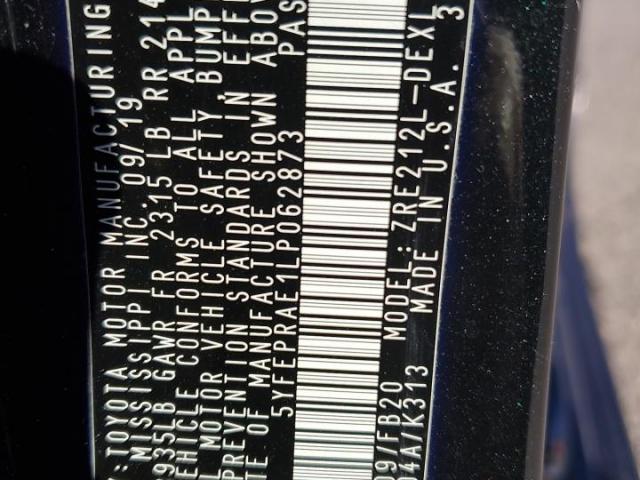 : TOYOTA MOTOR MANUFACTURING
MISSISSIPPI INC 09/19
935LB GAWR FR 2315 LB RR 214
EHICLE CONFORMS TO ALL APPL
L MOTOR VEHICLE SAFETY, BUMP
PREVENTION STANDARDS IN EFF
TE OF MANUFACTURE SHOWN ABOV
5YFEPRAE1LP062873 PAS
09/FB20 MODEL: ZRE212L-DEXL
04A/K313 MADE IN U.S.A. 3